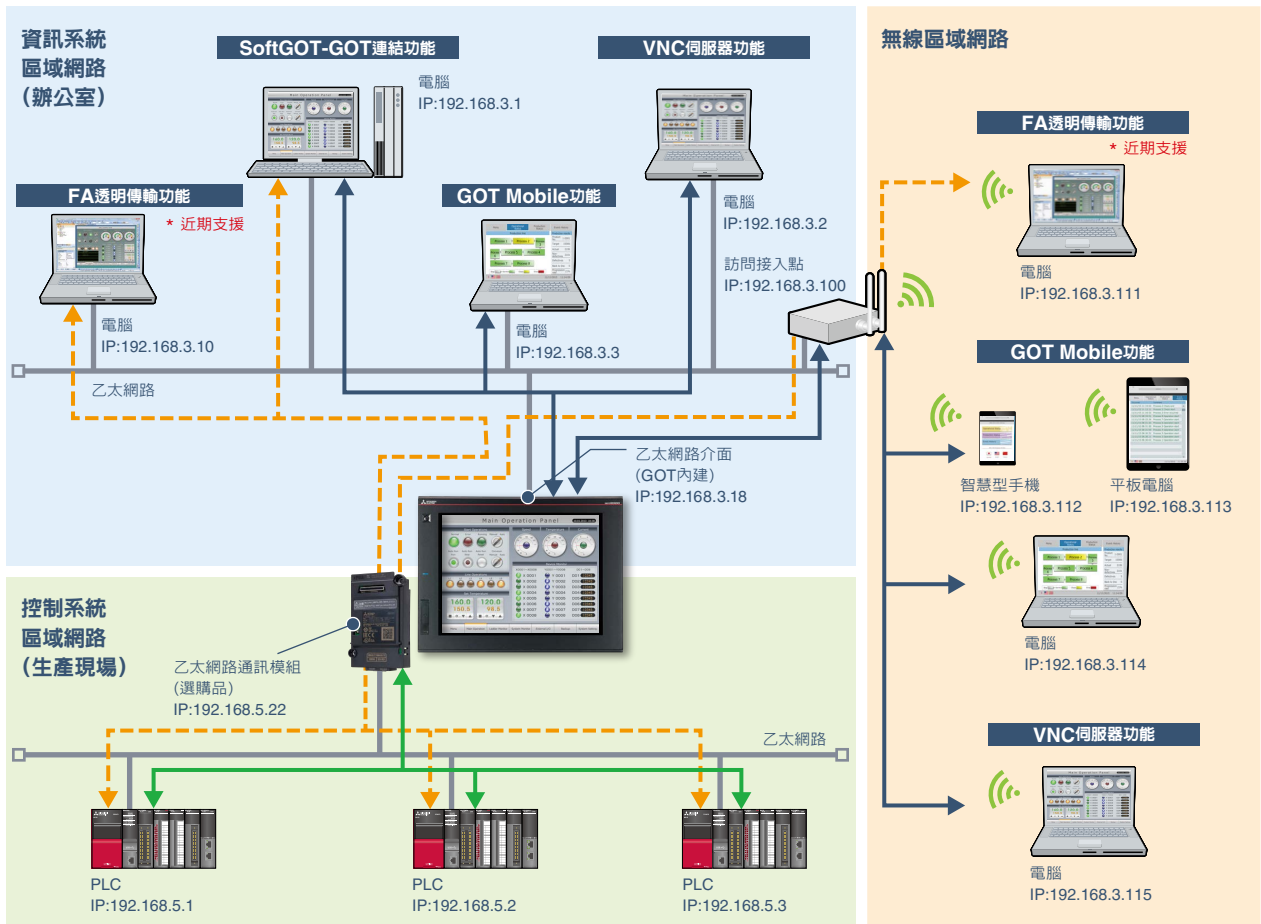 資訊系統
區域網路
(辦公室)
SoftGOT-GOT連結功能
電腦
IP:192.168.3.1
VNC伺服器功能
電腦
IP:192.168.3.2
FA透明傳輸功能
* 近期支援
電腦
IP:192.168.3.10
GOT Mobile功能
電腦
IP:192.168.3.3
訪問接入點
IP:192.168.3.100
乙太網路
乙太網路介面
(GOT內建)
IP:192.168.3.18
Main Operation Panel
控制系統
區域網路
(生產現場)
乙太網路通訊模組
(選購品)
IP:192.168.5.22
乙太網路
PLC
IP:192.168.5.1
PLC
IP:192.168.5.2
PLC
IP:192.168.5.3
無線區域網路
FA透明傳輸功能
* 近期支援
電腦
IP:192.168.3.111
GOT Mobile功能
智慧型手機
IP:192.168.3.112
平板電腦
IP:192.168.3.113
電腦
IP:192.168.3.114
VNC伺服器功能
電腦
IP:192.168.3.115